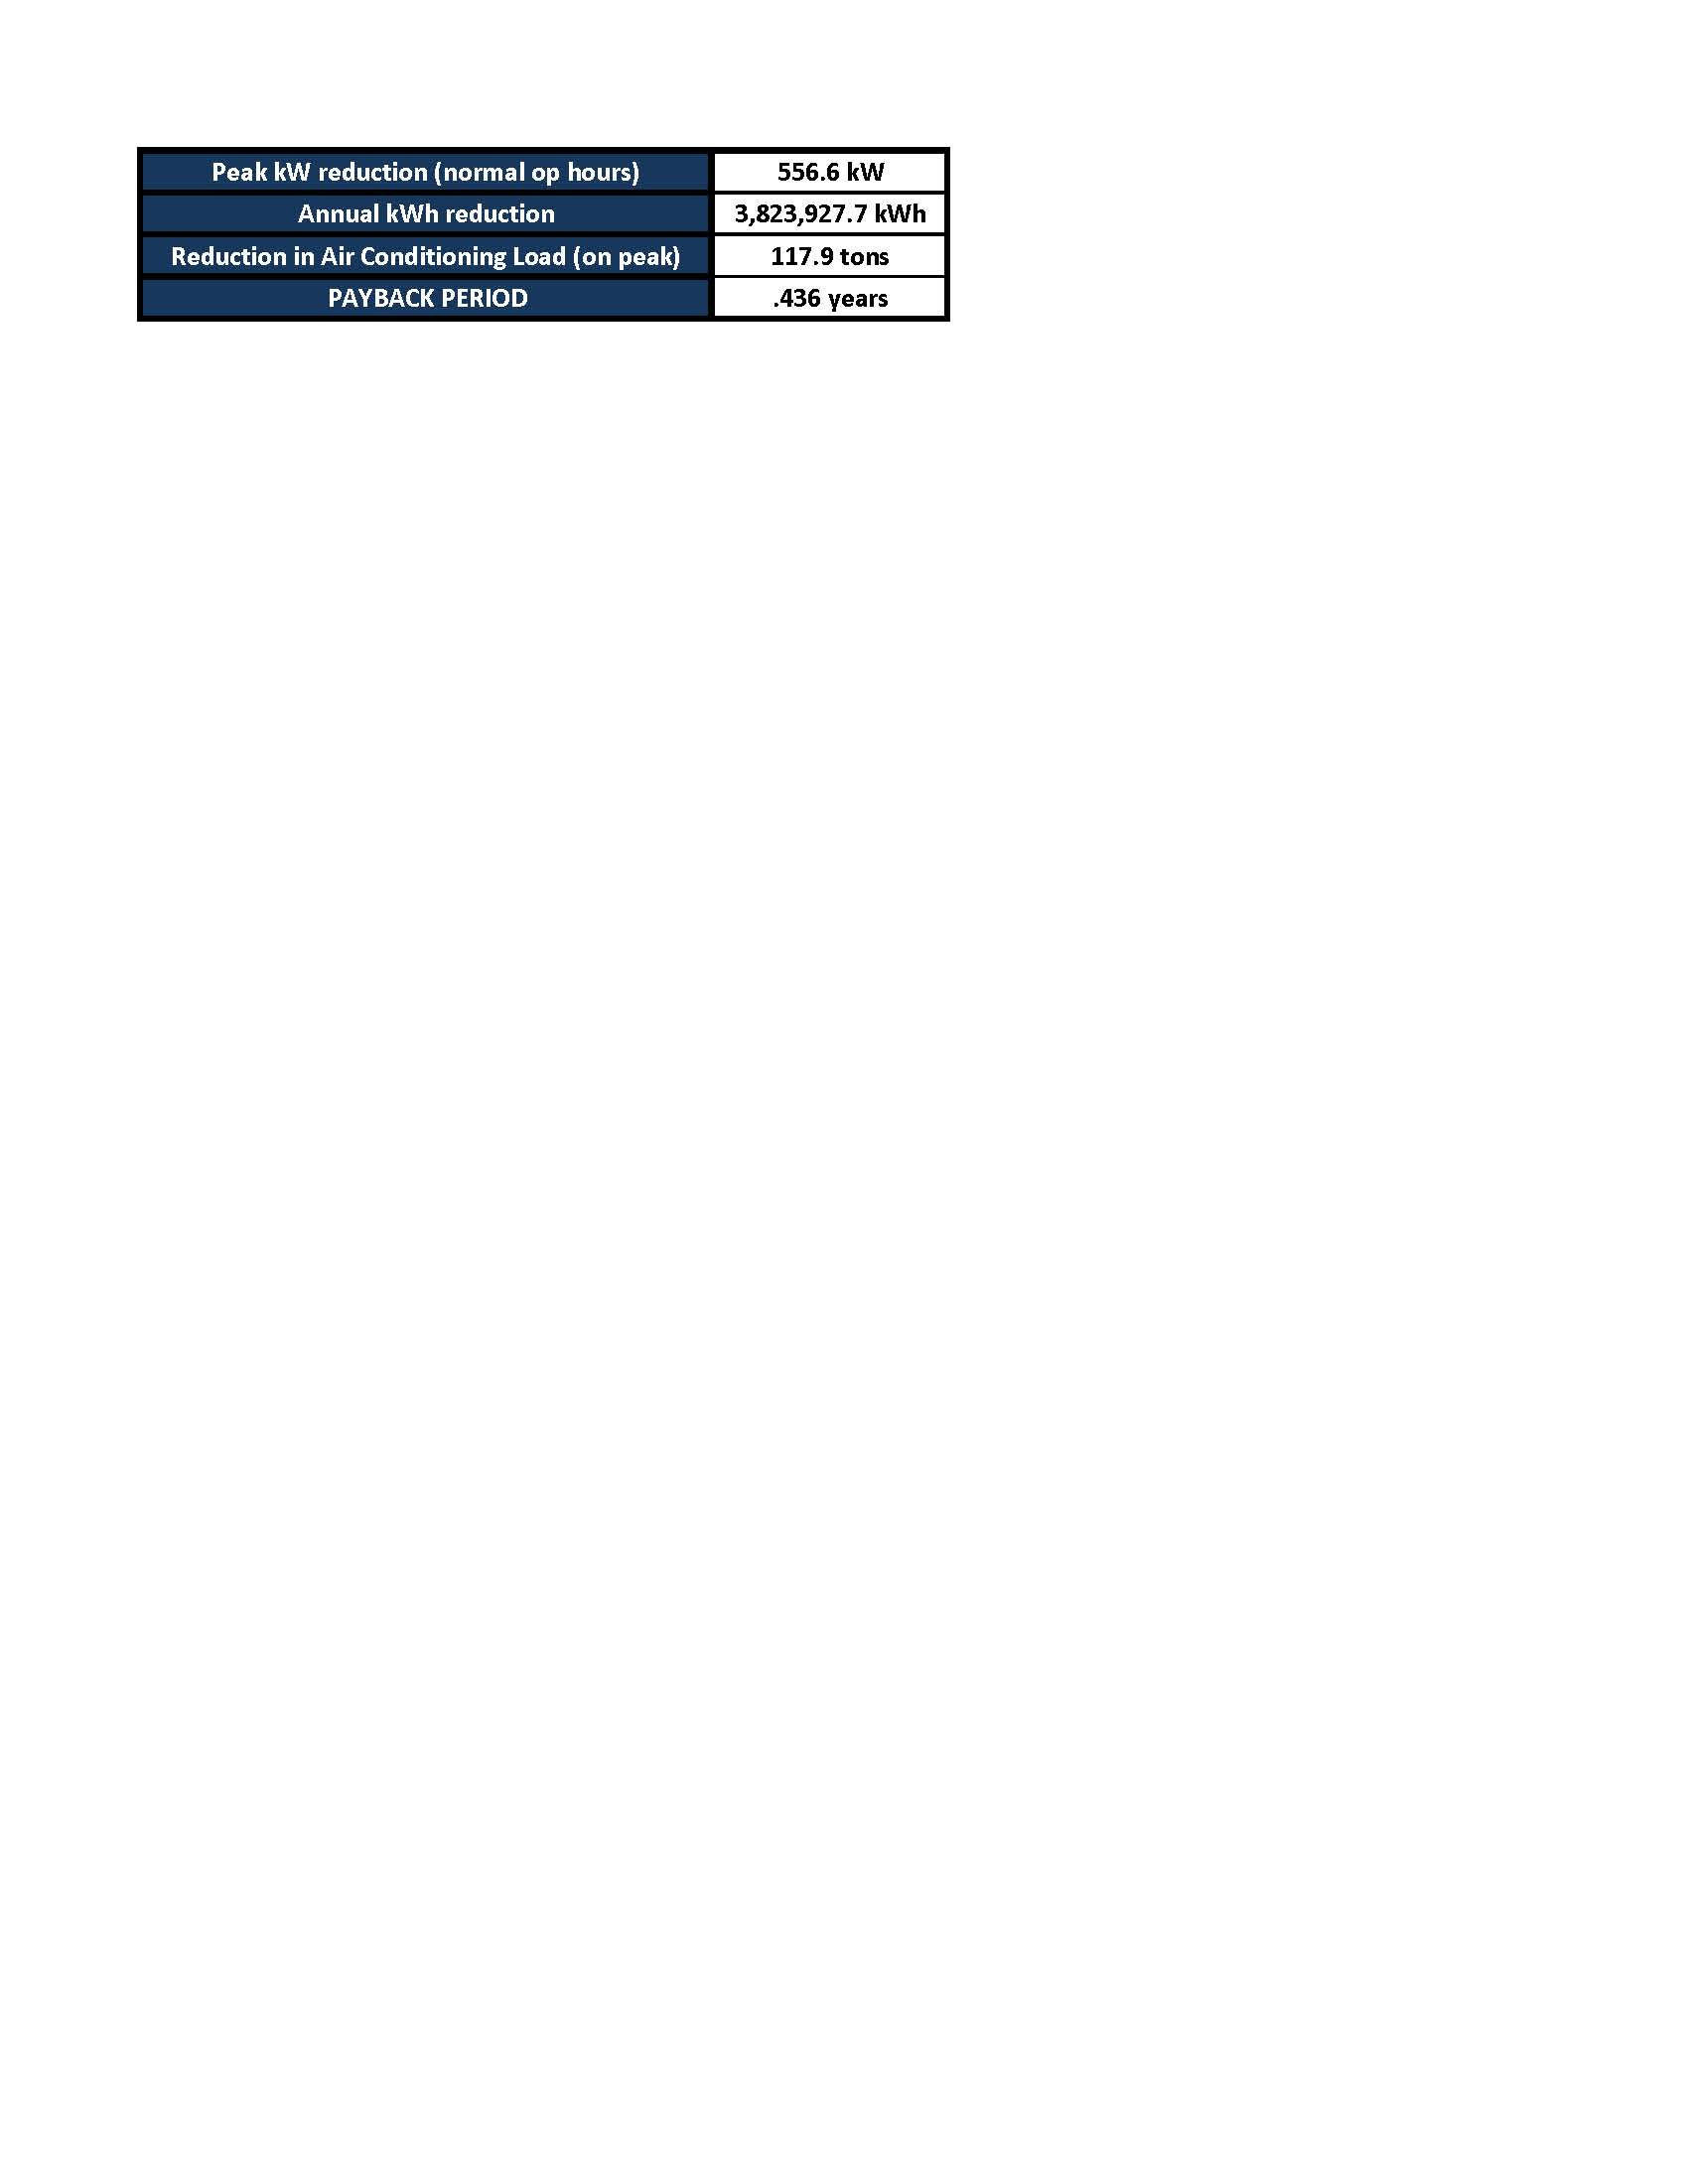 Peak kW reduction (normal op hours) 556.6 kW
Annual kWh reduction 3,823,927.7 kWh
Reduction in Air Conditioning Load (on peak) 117.9 tons
PAYBACK PERIOD .436 years